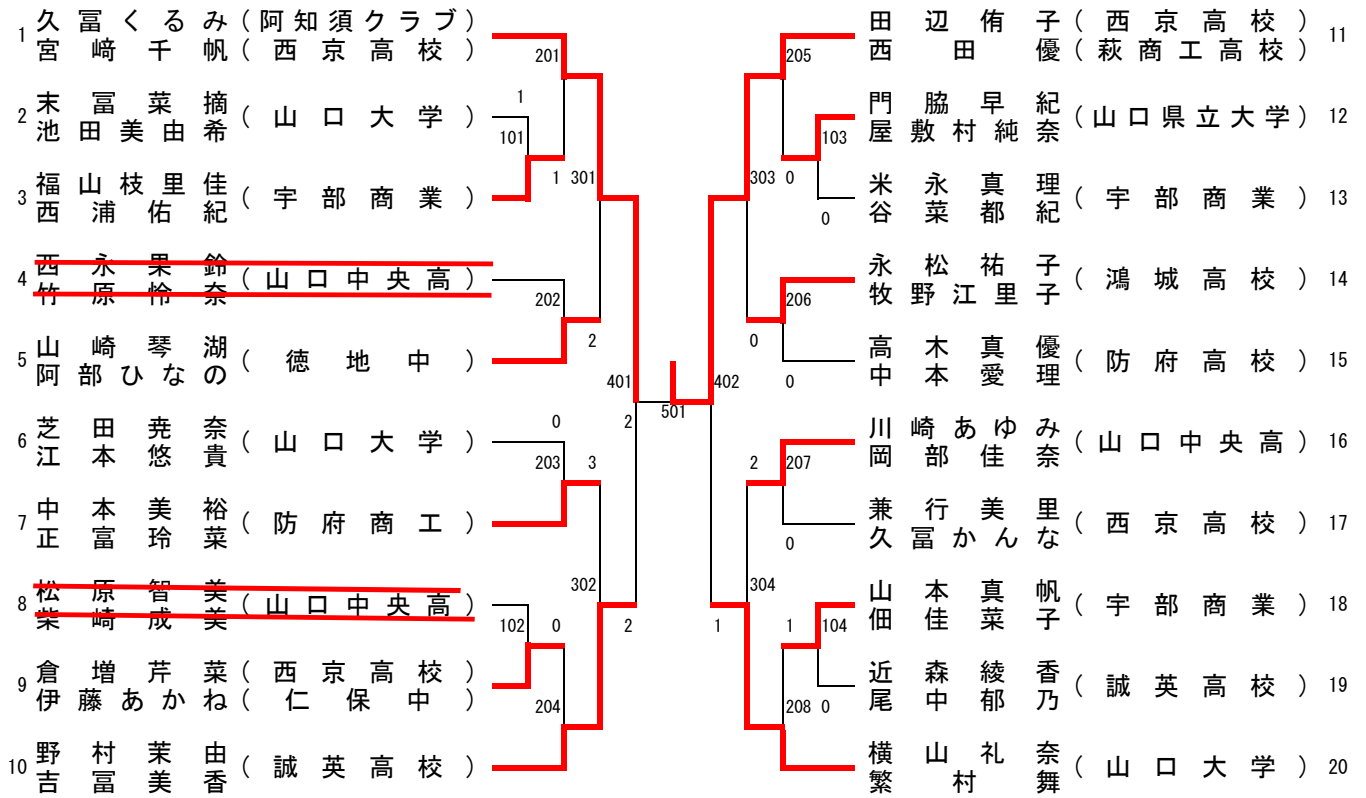 1 久冨くるみ (阿知須クラブ)
宮﨑千帆 (西京高校)
2 末冨菜摘 (山口大学)
池田美由希
3 福山枝里佳 (宇部商業)
西浦佑紀
4 西永果鈴 (山口中央高)
竹原怜奈
5 山崎琴湖 (徳地中)
阿部ひなの
6 芝田尭奈 (山口大学)
江本悠貴
7 中本美裕 (防府商工)
正富玲菜
8 松原智美 (山口中央高)
柴崎成美
9 倉増芹菜 (西京高校)
伊藤あかね (仁保中)
10 野村茉由 (誠英高校)
吉冨美香
201
1
101
1 301
202
2
401
2
0
203 3
302
102 0 2
204
501
205
103
303 0
0
206
0
402 0
2 207
0
304
1 1 104
208 0
田辺侑子 (西京高校) 11
西田優 (萩商工高校)
門脇早紀 (山口県立大学) 12
屋敷村純奈
米永真理 (宇部商業) 13
谷菜都紀
永松祐子 (鴻城高校) 14
牧野江里子
高木真優 (防府高校) 15
中本愛理
川崎あゆみ (山口中央高) 16
岡部佳奈
兼行美里 (西京高校) 17
久冨かんな
山本真帆 (宇部商業) 18
佃佳菜子
近森綾香 (誠英高校) 19
尾中郁乃
横山礼奈 (山口大学) 20
繁村舞